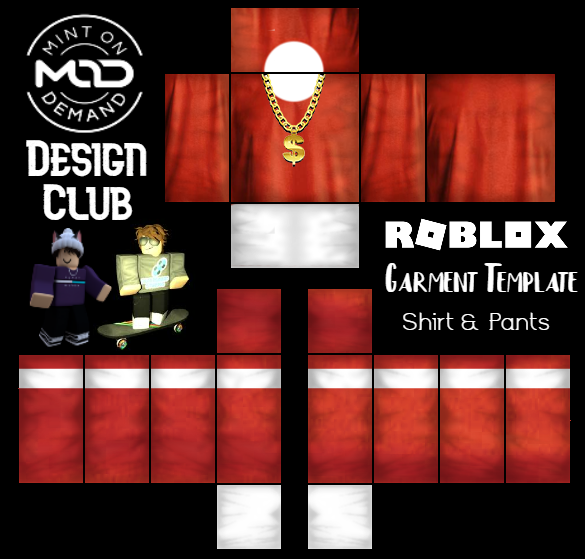 MINT ON
MOD
DEMAND
DESIGN
CLUB
$
ROBLOX
GARMENT TEMPLATE
Shirt & Pants